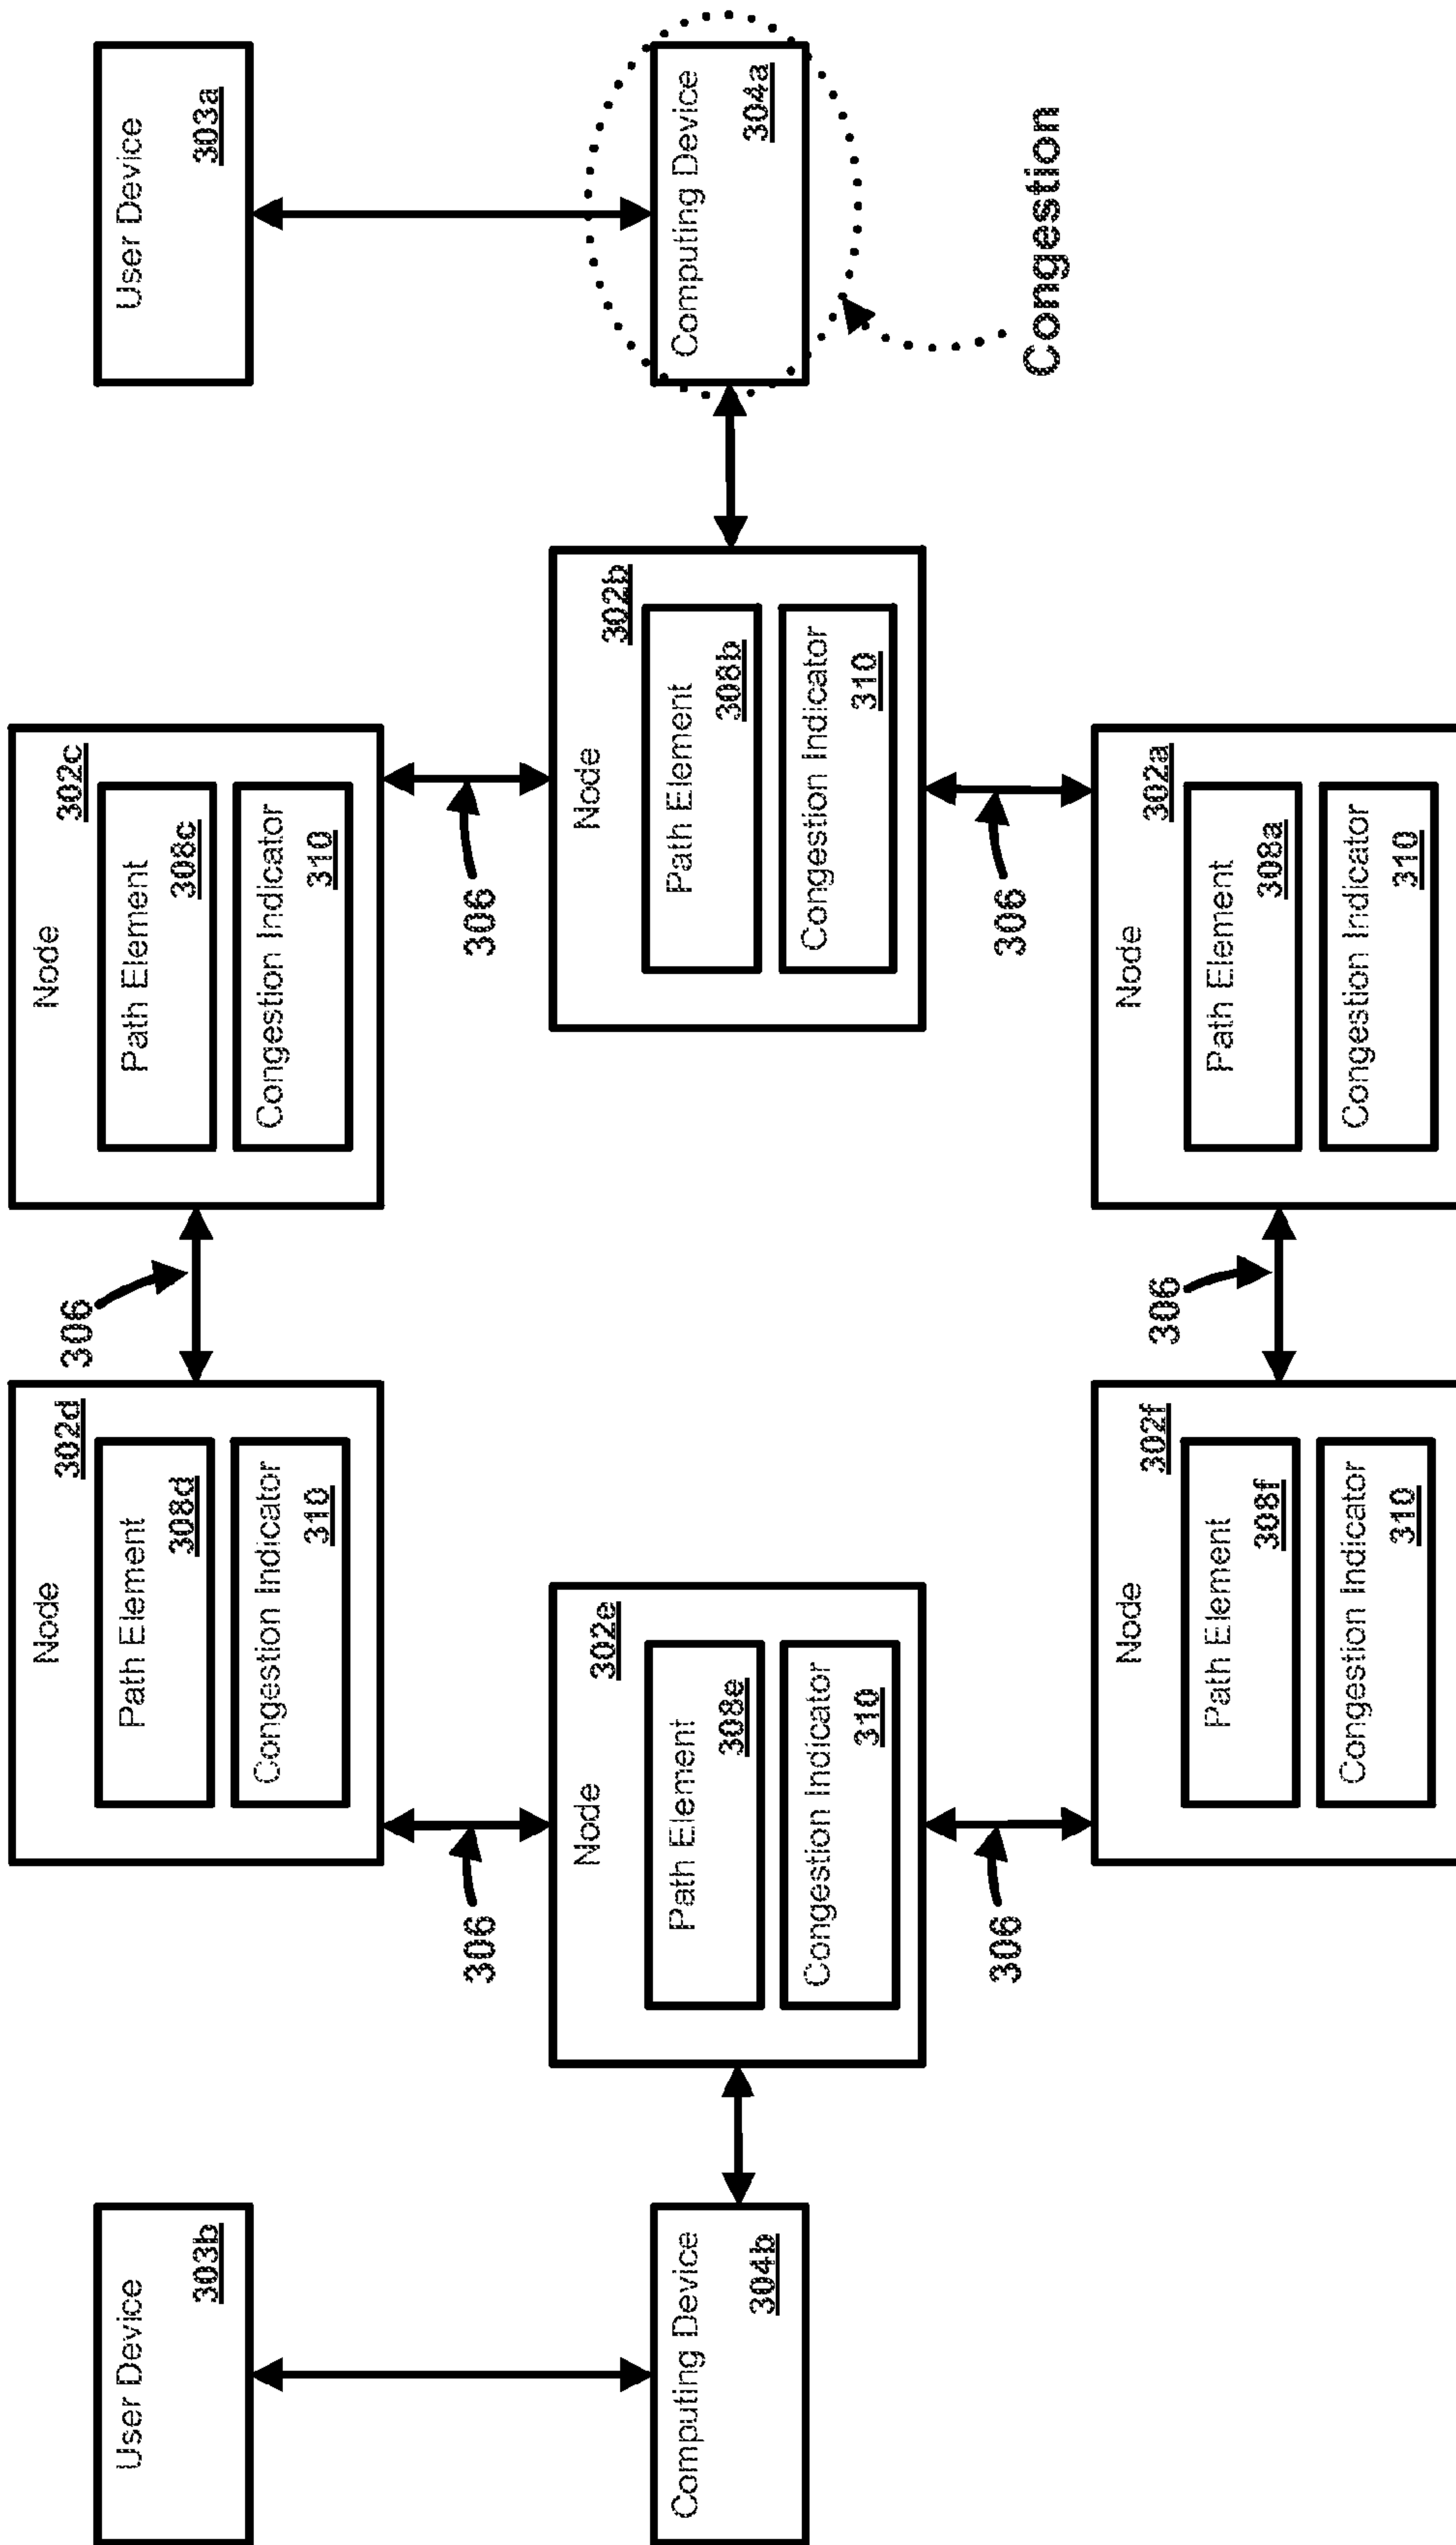 User Device
303b
Computing Device
304b
Node
302d
Path Element
308d
Congestion Indicator
310
306
Node
302c
Path Element
308c
Congestion Indicator
310
User Device
303a
306
306
Node
302e
Path Element
308e
Congestion Indicator
310
Node
302b
Path Element
308b
Congestion Indicator
310
Computing Device
304a
Congestion
306
306
Node
302f
Path Element
308f
Congestion Indicator
310
306
Node
302a
Path Element
308a
Congestion Indicator
310